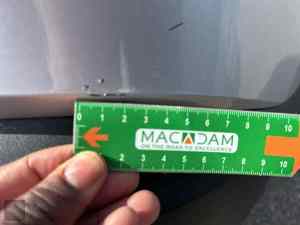 0 1 2 3 4 5 6 7 8 9 10
MACADAM
ON THE ROAD TO EXCELLENCE
2 3 4 5 6 7 8 9 10